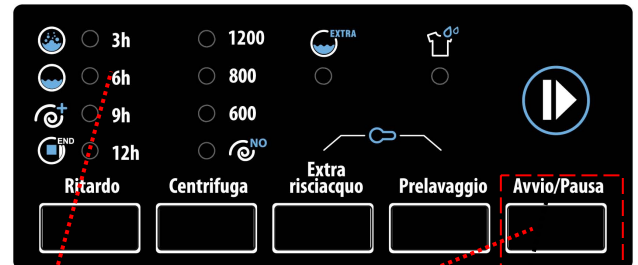 3h
1200
EXTRA
6h
800
9h
600
END
12h
NO
Ritardo
Centrifuga
Extra
risciacquo
Prelavaggio
Avvio/Pausa